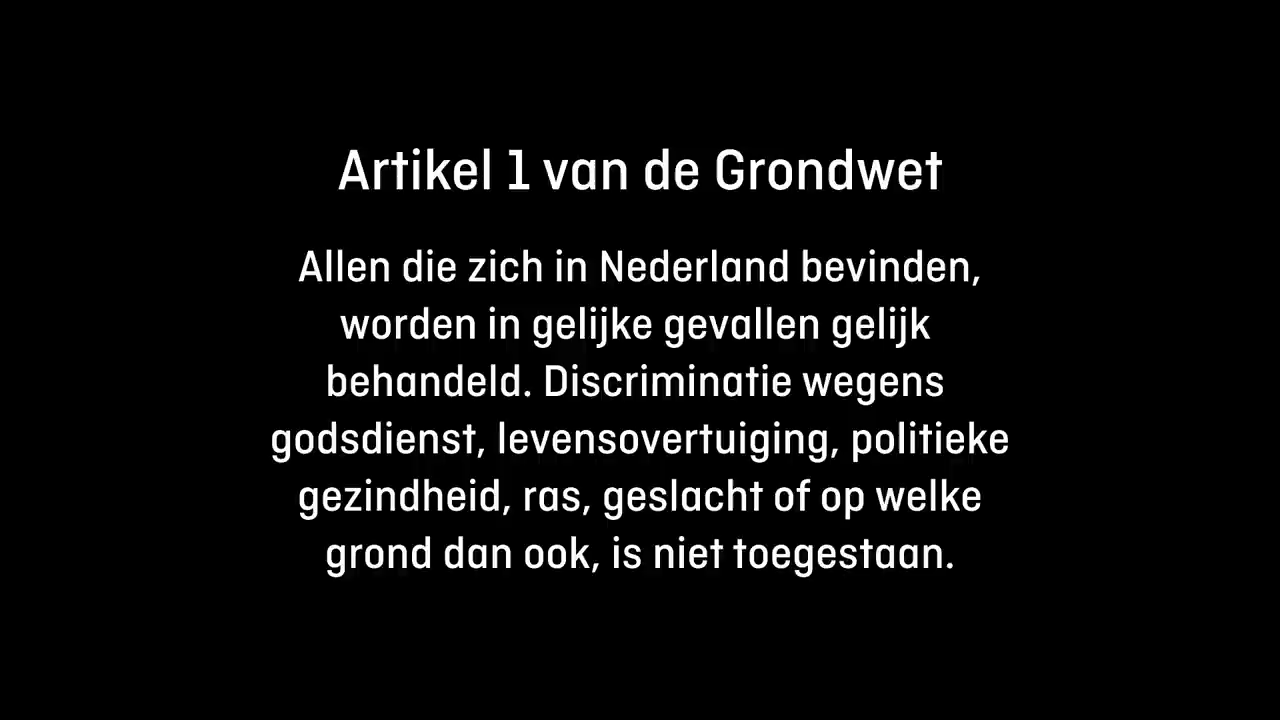 Artikel 1 van de Grondwet
Allen die zich in Nederland bevinden,
worden in gelijke gevallen gelijk
behandeld. Discriminatie wegens
godsdienst, levensovertuiging, politieke
gezindheid, ras, geslacht of op welke
grond dan ook, is niet toegestaan.